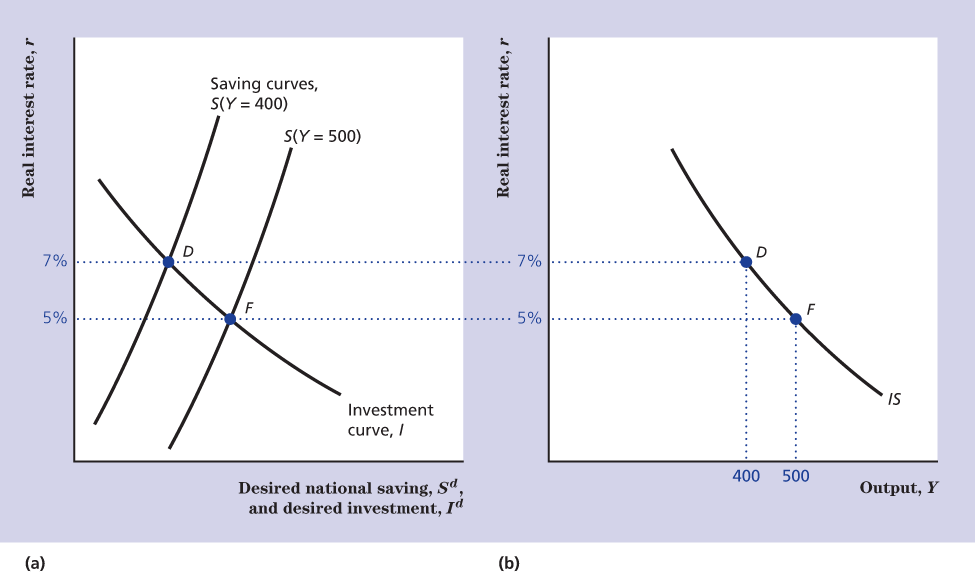 Real interest rate, r
Saving curves,
S(Y = 400)
S(Y = 500)
7%
D
5%
F
Investment
curve, I
Desired national saving, Sᵈ,
and desired investment, Iᵈ
(a)
Real interest rate, r
7%
D
5%
F
IS
400
500
Output, Y
(b)